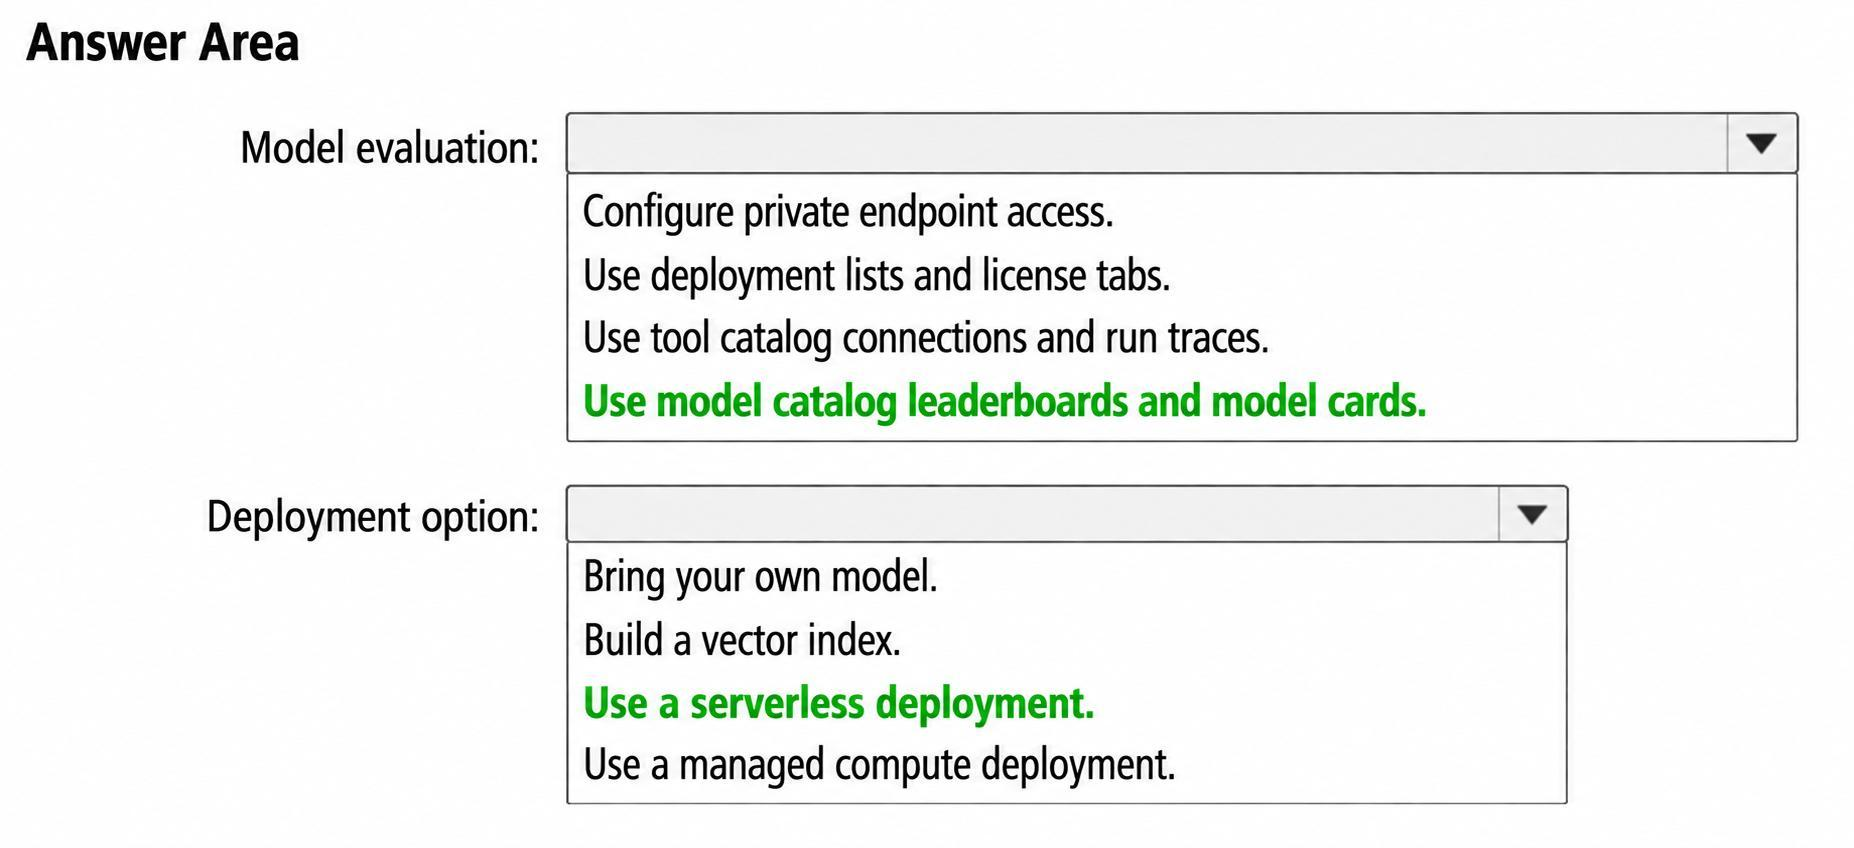 Answer Area
Model evaluation:
Configure private endpoint access.
Use deployment lists and license tabs.
Use tool catalog connections and run traces.
Use model catalog leaderboards and model cards.
Deployment option:
Bring your own model.
Build a vector index.
Use a serverless deployment.
Use a managed compute deployment.